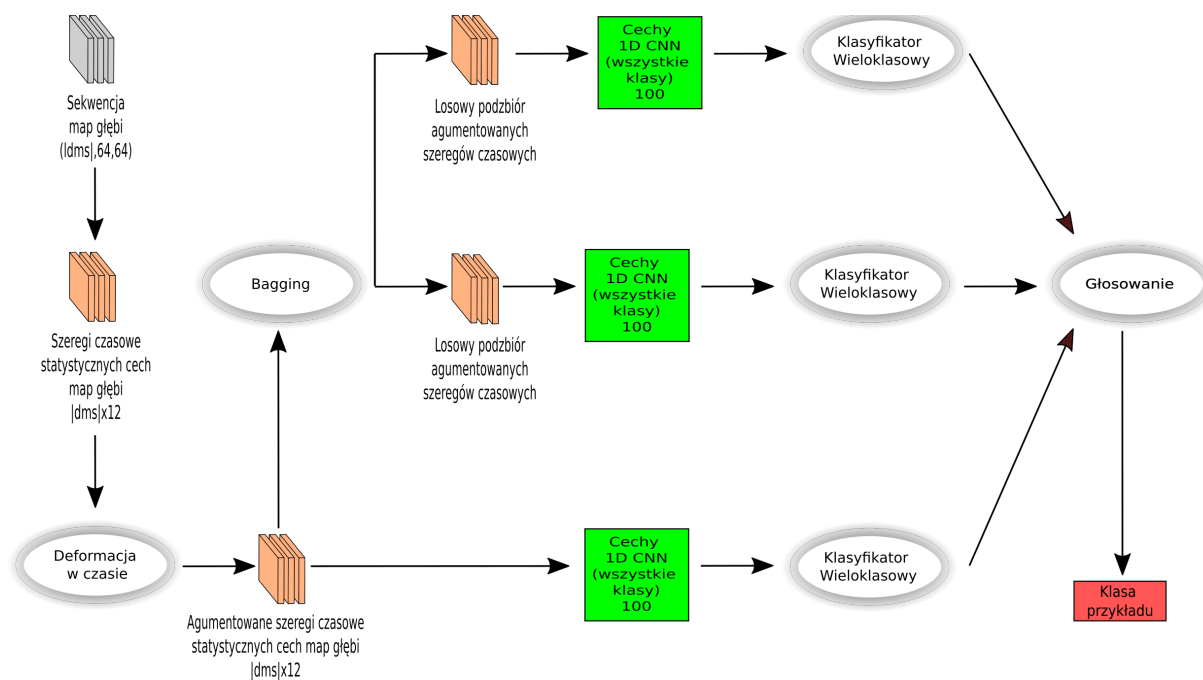 Sekwencja
map głębi
(ldms|,64,64)
Szeregi czasowe
statystycznych cech
map głębi
|dms|x12
Deformacja
w czasie
Agumentowane szeregi czasowe
statystycznych cech map głębi
|dms|x12
Bagging
Losowy podzbiór
agumentowanych
szeregów czasowych
Cechy
1D CNN
(wszystkie
klasy)
100
Klasyfikator
Wieloklasowy
Losowy podzbiór
agumentowanych
szeregów czasowych
Cechy
1D CNN
(wszystkie
klasy)
100
Klasyfikator
Wieloklasowy
Cechy
1D CNN
(wszystkie
klasy)
100
Klasyfikator
Wieloklasowy
Głosowanie
Klasa
przykładu